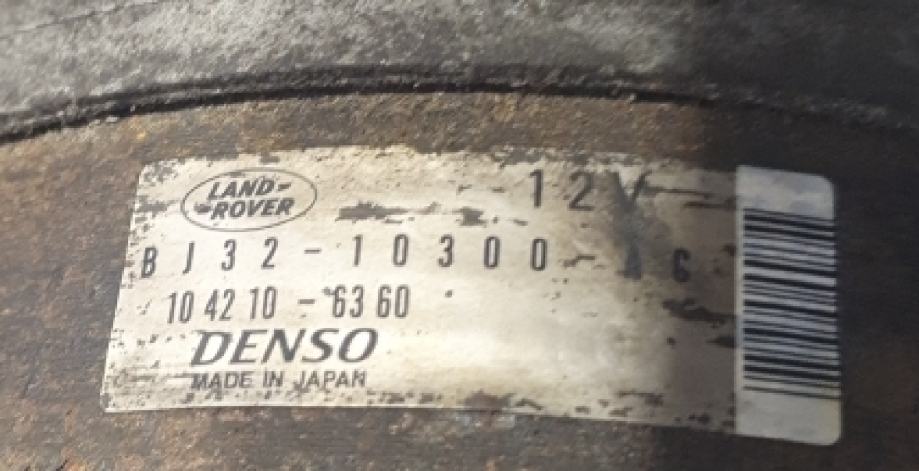 LAND-
-ROVER
12V
BJ32-10300-AC
104210-6360
DENSO
MADE IN JAPAN